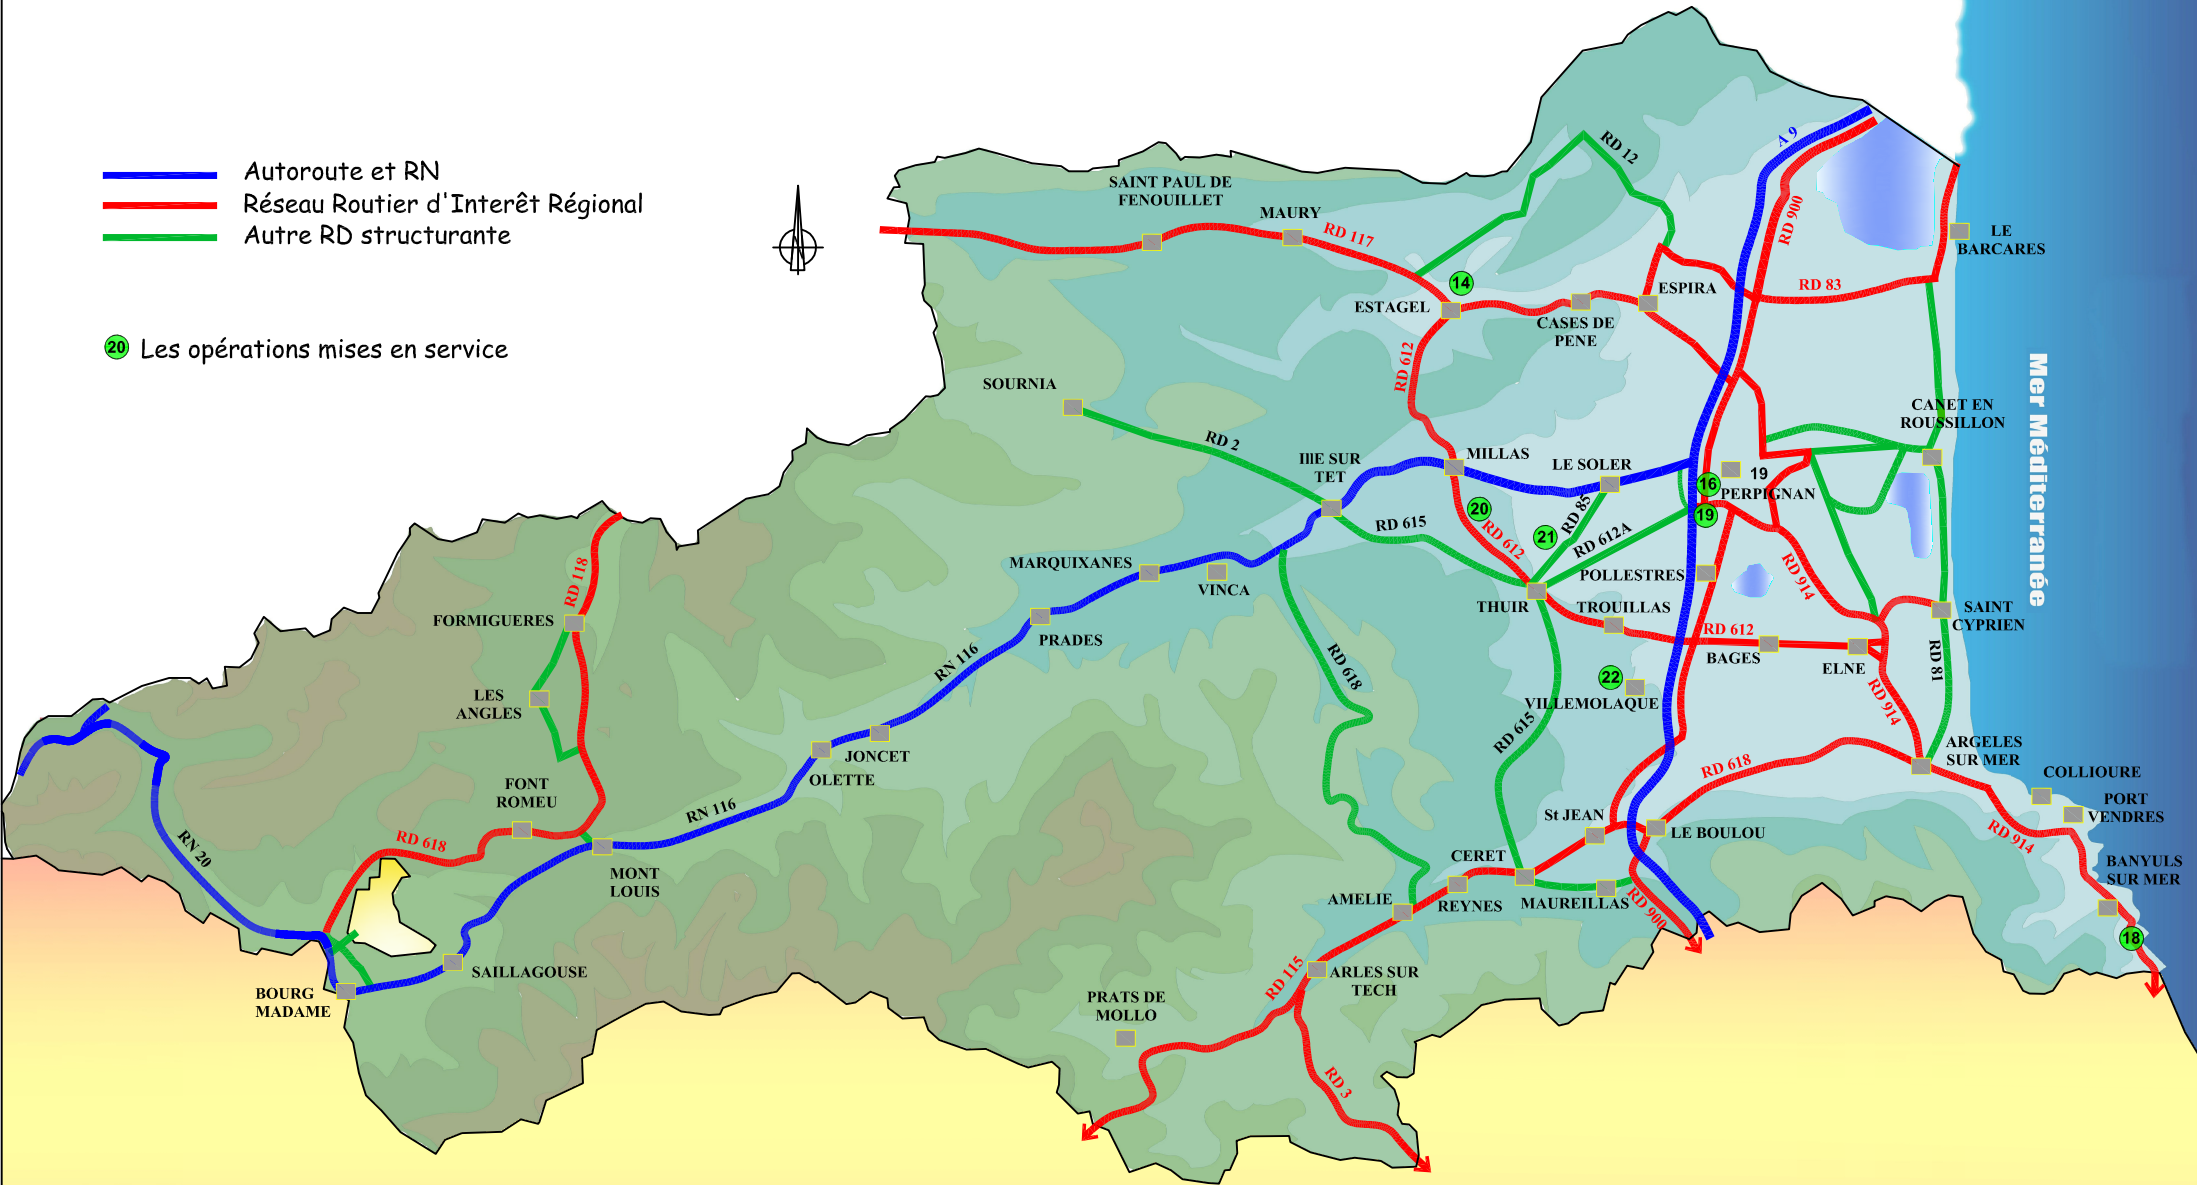 Autoroute et RN
Réseau Routier d'Interêt Régional
Autre RD structurante
20 Les opérations mises en service
A 9
RD 12
RD 900
SAINT PAUL DE
FENOUILLET
MAURY
RD 117
LE
BARCARES
14
ESTAGEL
ESPIRA
RD 83
CASES DE
PENE
RD 612
SOURNIA
RD 2
CANET EN
ROUSSILLON
Mer Méditerranée
IllE SUR
TET
MILLAS
LE SOLER
16
19
PERPIGNAN
19
20
RD 612
21
RD 85
RD 612A
RD 615
MARQUIXANES
VINCA
PRADES
POLLESTRES
RD 914
THUIR
TROUILLAS
RD 612
BAGES
ELNE
SAINT
CYPRIEN
RD 81
RD 118
FORMIGUERES
LES
ANGLES
RN 116
RD 618
22
VILLEMOLAQUE
RD 615
RD 914
JONCET
OLETTE
FONT
ROMEU
RN 116
RD 618
RN 20
MONT
LOUIS
RD 618
ARGELES
SUR MER
COLLIOURE
PORT
VENDRES
RD 914
BANYULS
SUR MER
18
St JEAN
LE BOULOU
CERET
AMELIE
REYNES
MAUREILLAS
RD 900
SAILLAGOUSE
BOURG
MADAME
RD 115
ARLES SUR
TECH
PRATS DE
MOLLO
RD 3